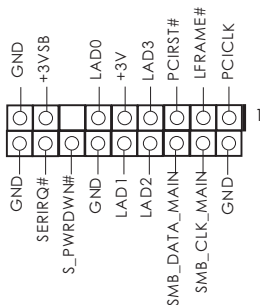 GND
+3VSB
LAD0
+3V
LAD3
PCIRST#
LFRAME#
PCICLK
1
GND
SERIRQ#
S_PWRDWN#
GND
LAD1
LAD2
SMB_DATA_MAIN
SMB_CLK_MAIN
GND